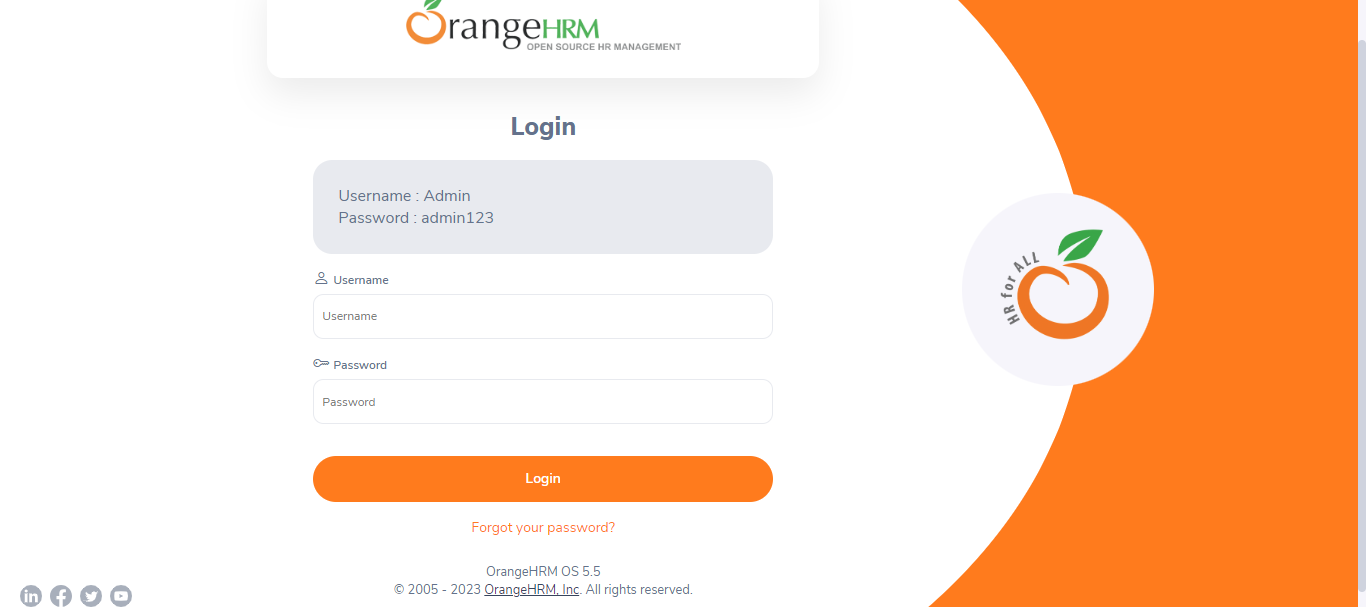 OrangeHRM
OPEN SOURCE HR MANAGEMENT
Login
Username : Admin
Password : admin123
Username
Username
Password
Password
Login
Forgot your password?
OrangeHRM OS 5.5
© 2005 - 2023 OrangeHRM, Inc. All rights reserved.
HR for ALL
in